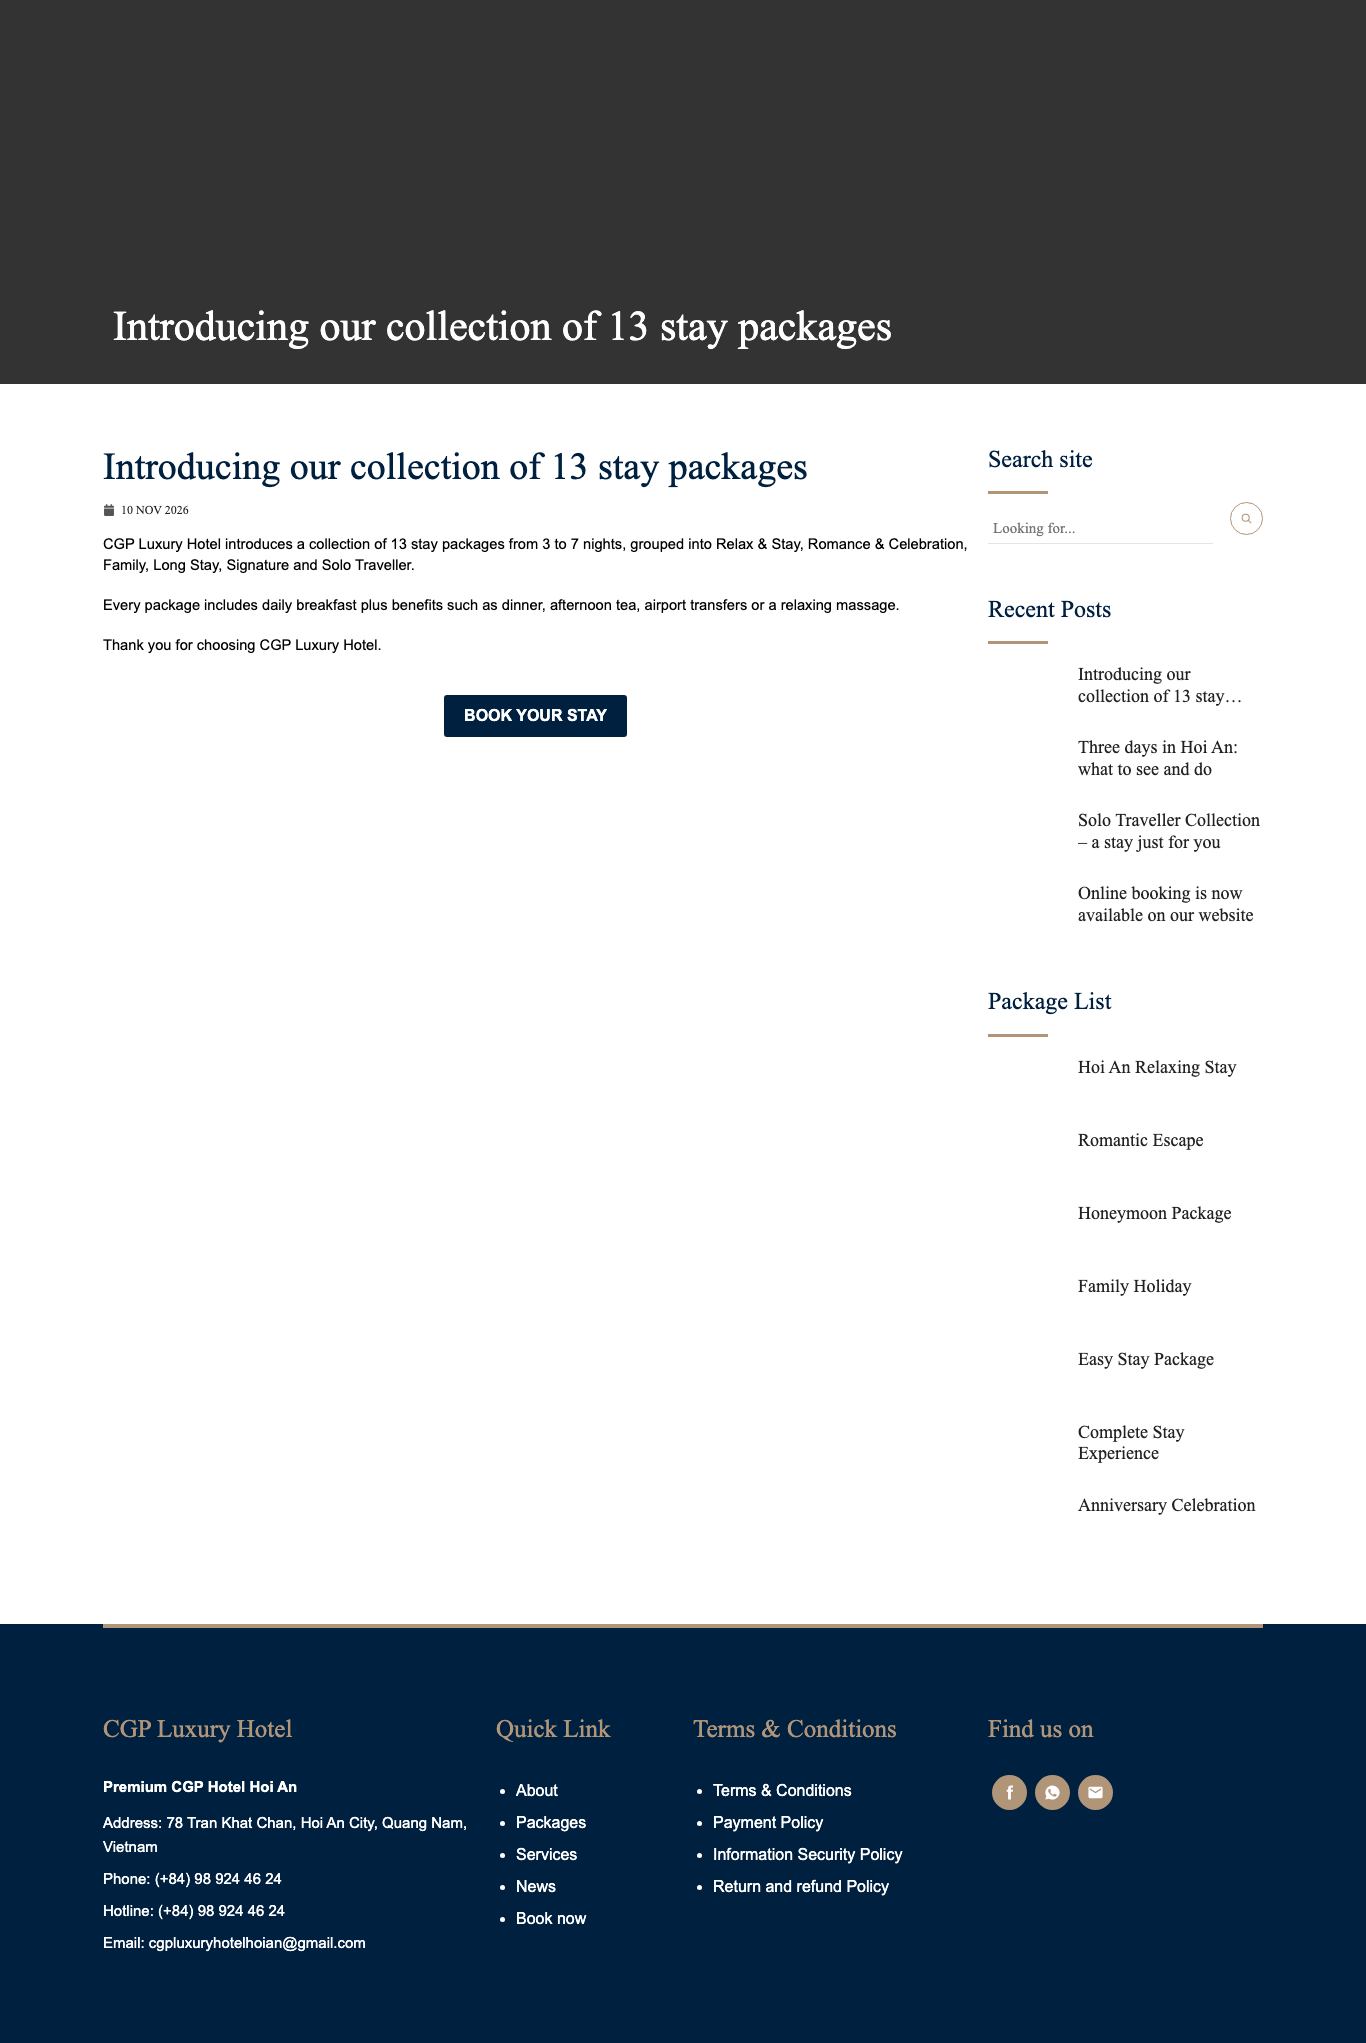 Introducing our collection of 13 stay packages
Introducing our collection of 13 stay packages
10 NOV 2026
CGP Luxury Hotel introduces a collection of 13 stay packages from 3 to 7 nights, grouped into Relax & Stay, Romance & Celebration,
Family, Long Stay, Signature and Solo Traveller.
Every package includes daily breakfast plus benefits such as dinner, afternoon tea, airport transfers or a relaxing massage.
Thank you for choosing CGP Luxury Hotel.
BOOK YOUR STAY
Search site
Looking for...
Recent Posts
Introducing our
collection of 13 stay…
Three days in Hoi An:
what to see and do
Solo Traveller Collection
– a stay just for you
Online booking is now
available on our website
Package List
Hoi An Relaxing Stay
Romantic Escape
Honeymoon Package
Family Holiday
Easy Stay Package
Complete Stay
Experience
Anniversary Celebration
CGP Luxury Hotel
Premium CGP Hotel Hoi An
Address: 78 Tran Khat Chan, Hoi An City, Quang Nam,
Vietnam
Phone: (+84) 98 924 46 24
Hotline: (+84) 98 924 46 24
Email: cgpluxuryhotelhoian@gmail.com
Quick Link
About
Packages
Services
News
Book now
Terms & Conditions
Terms & Conditions
Payment Policy
Information Security Policy
Return and refund Policy
Find us on